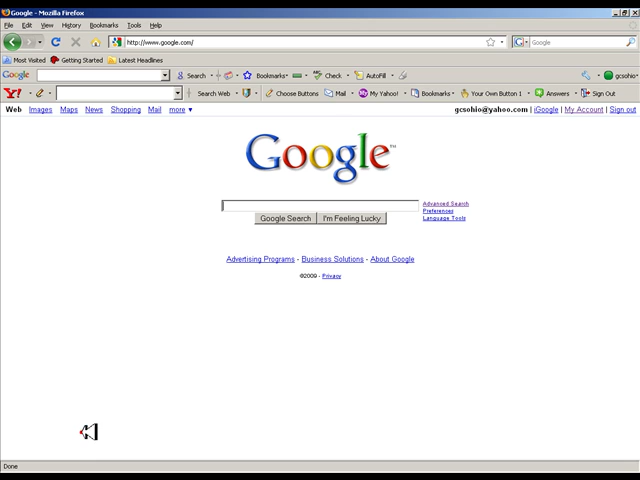 Google - Mozilla Firefox
File Edit View History Bookmarks Tools Help
http://www.google.com/ Google
Most Visited Getting Started Latest Headlines
Google Search Bookmarks Check AutoFill gcsohio
Y! Search Web Choose Buttons Mail My Yahoo! Bookmarks Your Own Button 1 Answers Sign Out
Web Images Maps News Shopping Mail more ▼ gcsohio@yahoo.com | iGoogle | My Account | Sign out
Google™
Advanced Search
Preferences
Language Tools
Google Search I'm Feeling Lucky
Advertising Programs - Business Solutions - About Google
©2009 - Privacy
Done